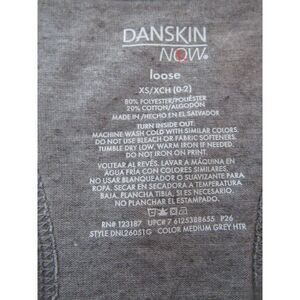 DANSKIN
NOW®
loose
XS/XCH (0-2)
80% POLYESTER/POLIÉSTER
20% COTTON/ALGODÓN
MADE IN /HECHO EN EL SALVADOR
TURN INSIDE OUT.
MACHINE WASH COLD WITH SIMILAR COLORS.
DO NOT USE BLEACH OR FABRIC SOFTENERS.
TUMBLE DRY LOW, WARM IRON IF NEEDED.
DO NOT IRON ON PRINT.
VOLTEAR AL REVÉS. LAVAR A MÁQUINA EN
AGUA FRÍA CON COLORES SIMILARES.
NO USAR BLANQUEADOR O SUAVIZANTE PARA
ROPA. SECAR EN SECADORA A TEMPERATURA
BAJA, PLANCHA TIBIA, SI ES NECESARIO.
NO PLANCHAR EL ESTAMPADO.
RN# 123187 UPC# 7 6125388655 P26
STYLE DNL26051G COLOR MEDIUM GREY HTR